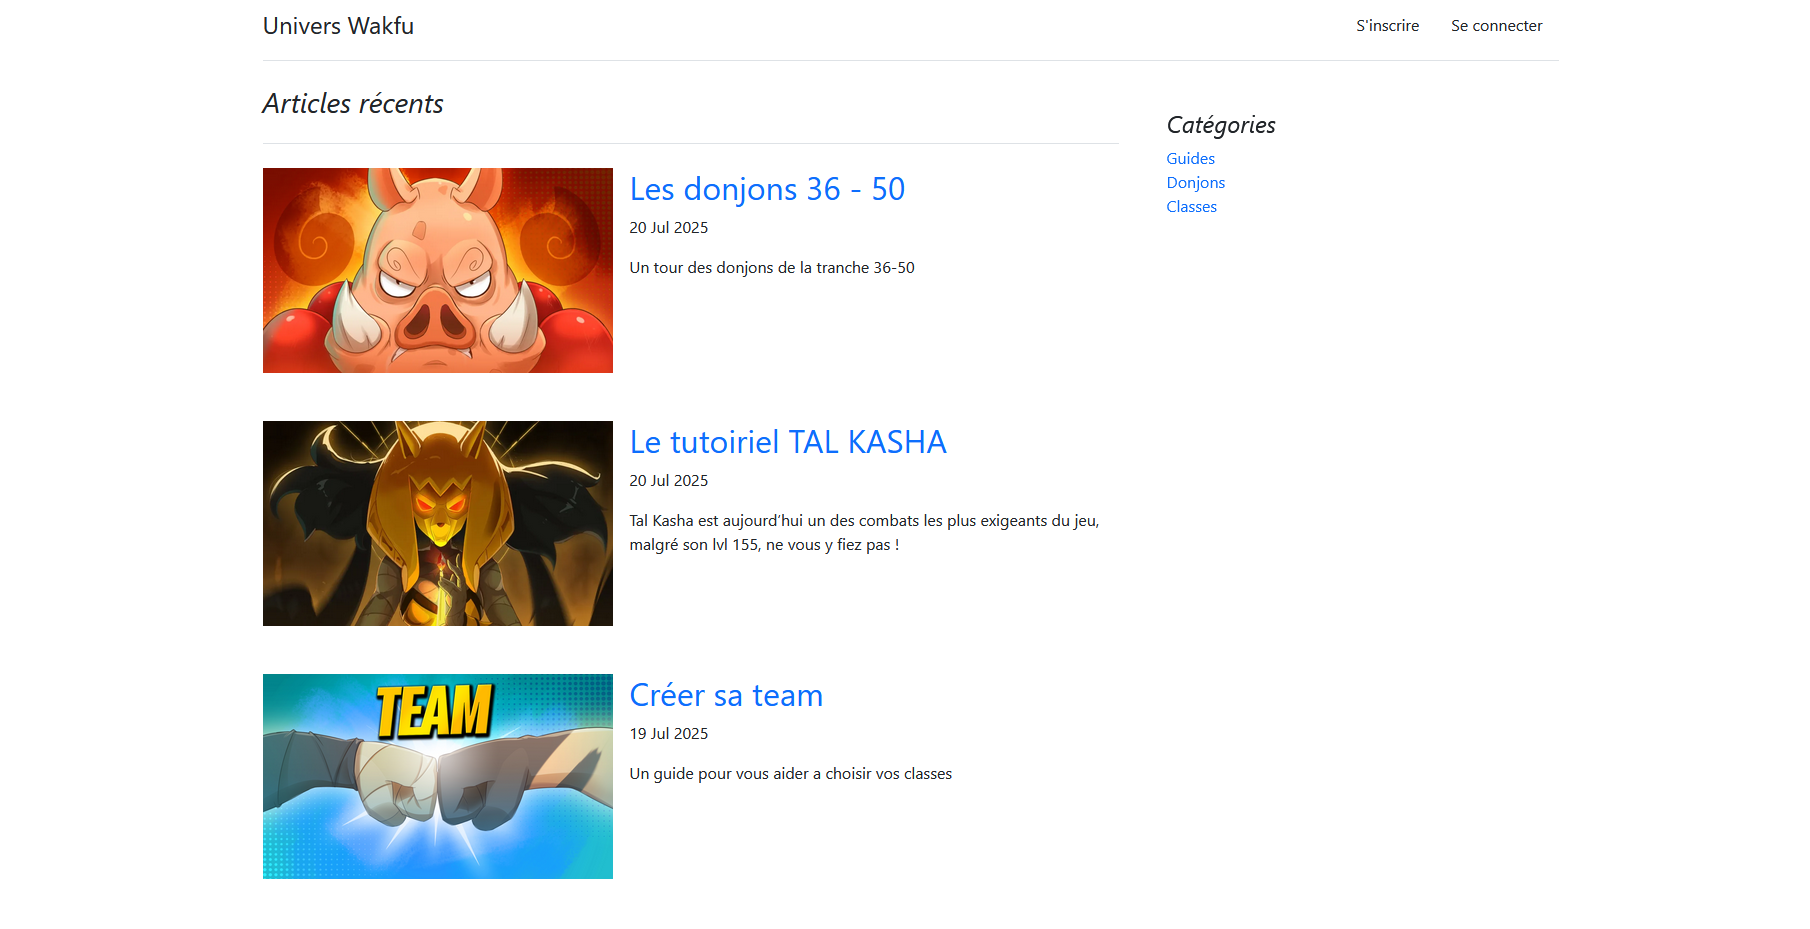 Univers Wakfu
S'inscrire
Se connecter
Articles récents
Les donjons 36 - 50
20 Jul 2025
Un tour des donjons de la tranche 36-50
Le tutoiriel TAL KASHA
20 Jul 2025
Tal Kasha est aujourd’hui un des combats les plus exigeants du jeu,
malgré son lvl 155, ne vous y fiez pas !
TEAM
Créer sa team
19 Jul 2025
Un guide pour vous aider a choisir vos classes
Catégories
Guides
Donjons
Classes